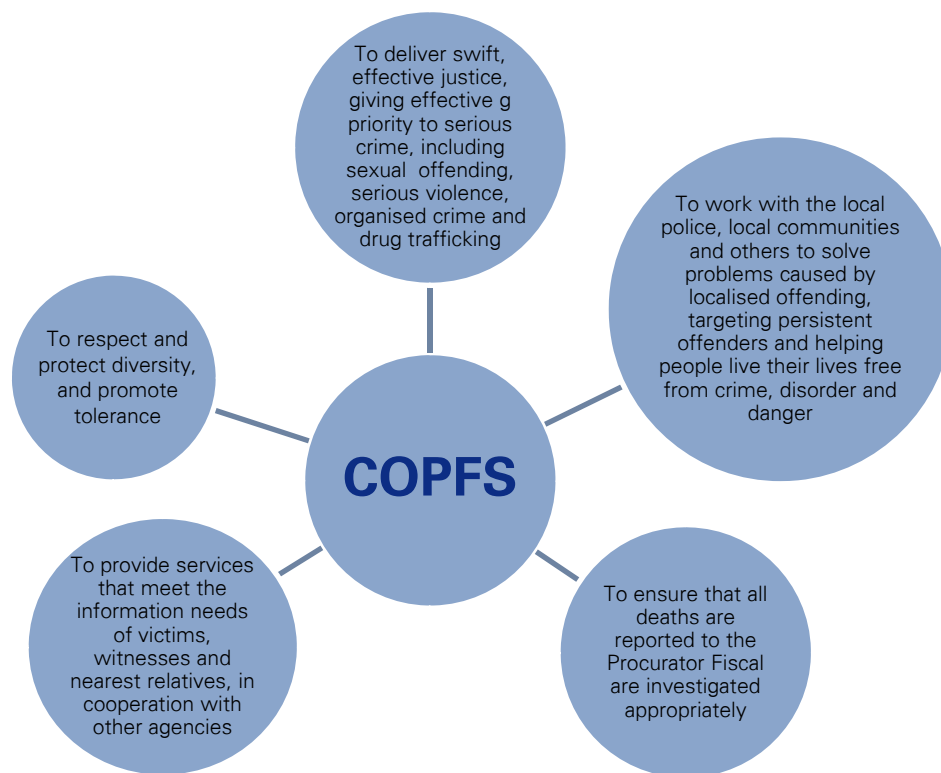 To deliver swift,
effective justice,
giving effective g
priority to serious
crime, including
sexual offending,
serious violence,
organised crime and
drug trafficking
To work with the local
police, local communities
and others to solve
problems caused by
localised offending,
targeting persistent
offenders and helping
people live their lives free
from crime, disorder and
danger
To respect and
protect diversity,
and promote
tolerance
COPFS
To provide services
that meet the
information needs
of victims,
witnesses and
nearest relatives, in
cooperation with
other agencies
To ensure that all
deaths are
reported to the
Procurator Fiscal
are investigated
appropriately